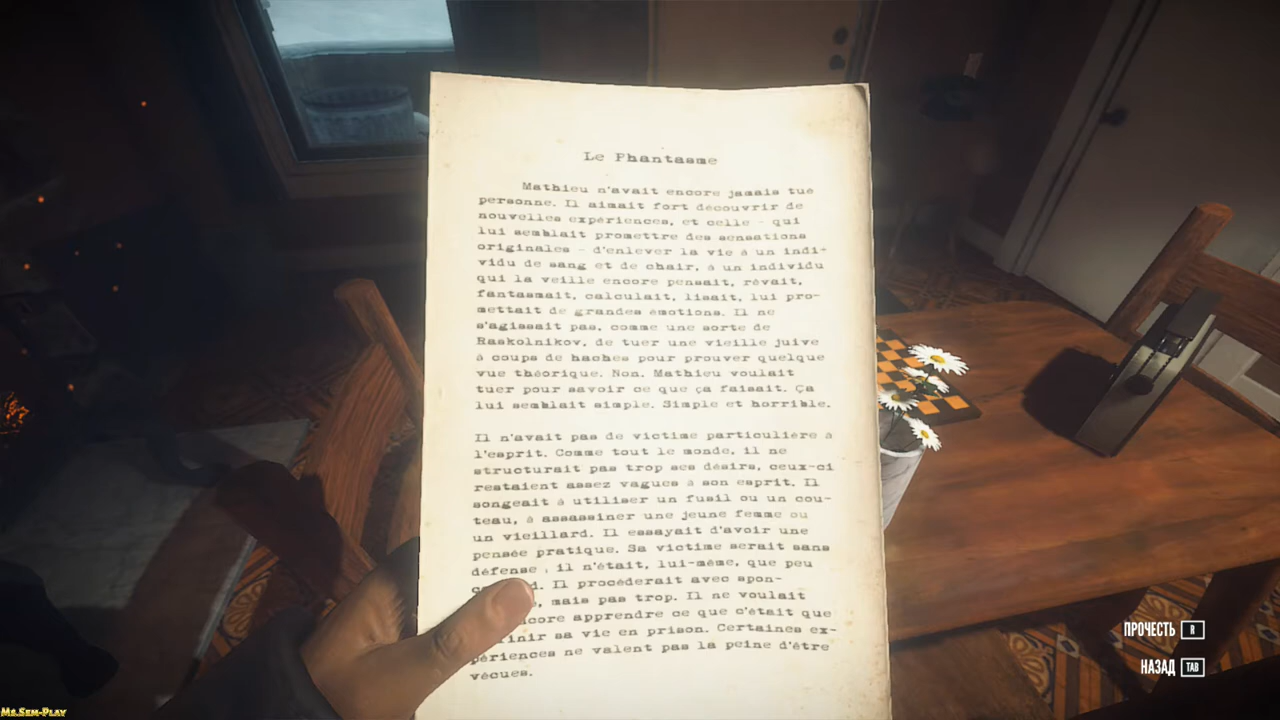 Le Phantasme
Mathieu n'avait encore jamais tué
personne. Il aimait fort découvrir de
nouvelles expériences, et celle - qui
lui semblait promettre des sensations
originales - d'enlever la vie à un indi-
vidu de sang et de chair, à un individu
qui la veille encore pensait, rêvait,
fantasmait, calculait, lisait, lui pro-
mettait de grandes émotions. Il ne
s'agissait pas, comme une sorte de
Raskolnikov, de tuer une vieille juive
à coups de haches pour prouver quelque
vue théorique. Non. Mathieu voulait
tuer pour savoir ce que ça faisait. Ça
lui semblait simple. Simple et horrible.
Il n'avait pas de victime particulière à
l'esprit. Comme tout le monde, il ne
structurait pas trop ses désirs, ceux-ci
restaient assez vagues à son esprit. Il
songeait à utiliser un fusil ou un cou-
teau, à assassiner une jeune femme ou
un vieillard. Il essayait d'avoir une
pensée pratique. Sa victime serait sans
défense ; il n'était, lui-même, que peu
Il procéderait avec spon-
mais pas trop. Il ne voulait
apprendre ce que c'était que
sa vie en prison. Certaines ex-
périences ne valent pas la peine d'être
vécues.
ПРОЧЕСТЬ R
НАЗАД TAB
Ms.Sem-Play